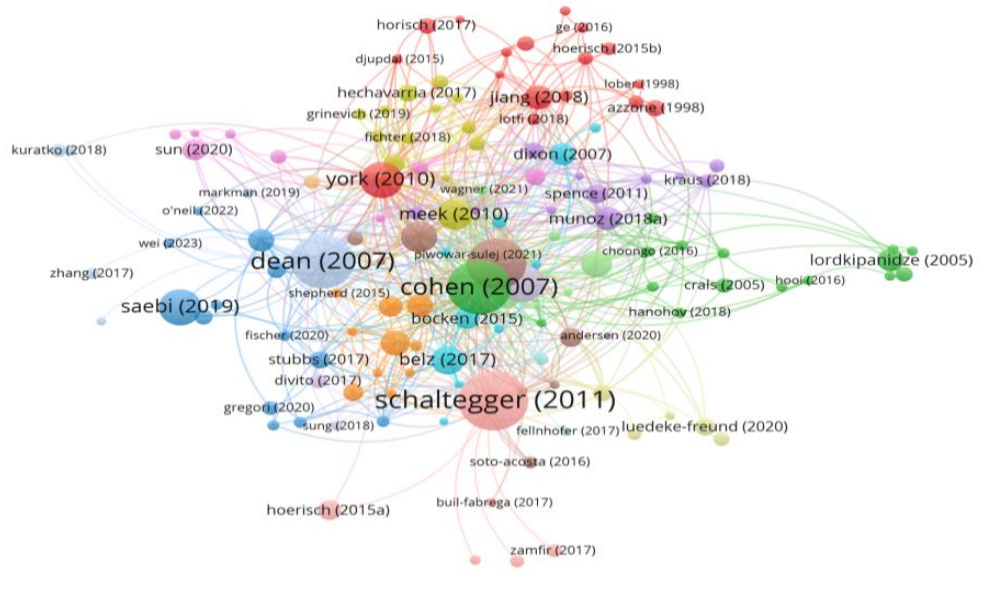 horisch (2017)
ge (2016)
hoerisch (2015b)
djupdal (2015)
lober (1998)
hechavarria (2017)
jiang (2018)
azzone (1998)
grinevich (2019)
lotfi (2018)
fichter (2018)
kuratko (2018)
sun (2020)
dixon (2007)
york (2010)
kraus (2018)
markman (2019)
wagner (2021)
spence (2011)
o'neil (2022)
meek (2010)
munoz (2018a)
wei (2023)
dean (2007)
piwowar-sulej (2021)
choongo (2016)
lordkipanidze (2005)
zhang (2017)
shepherd (2015)
cohen (2007)
crals (2005)
hooi (2016)
saebi (2019)
bocken (2015)
hanohov (2018)
fischer (2020)
andersen (2020)
stubbs (2017)
belz (2017)
divito (2017)
schaltegger (2011)
gregori (2020)
sung (2018)
fellnhofer (2017)
luedeke-freund (2020)
soto-acosta (2016)
hoerisch (2015a)
buil-fabrega (2017)
zamfir (2017)